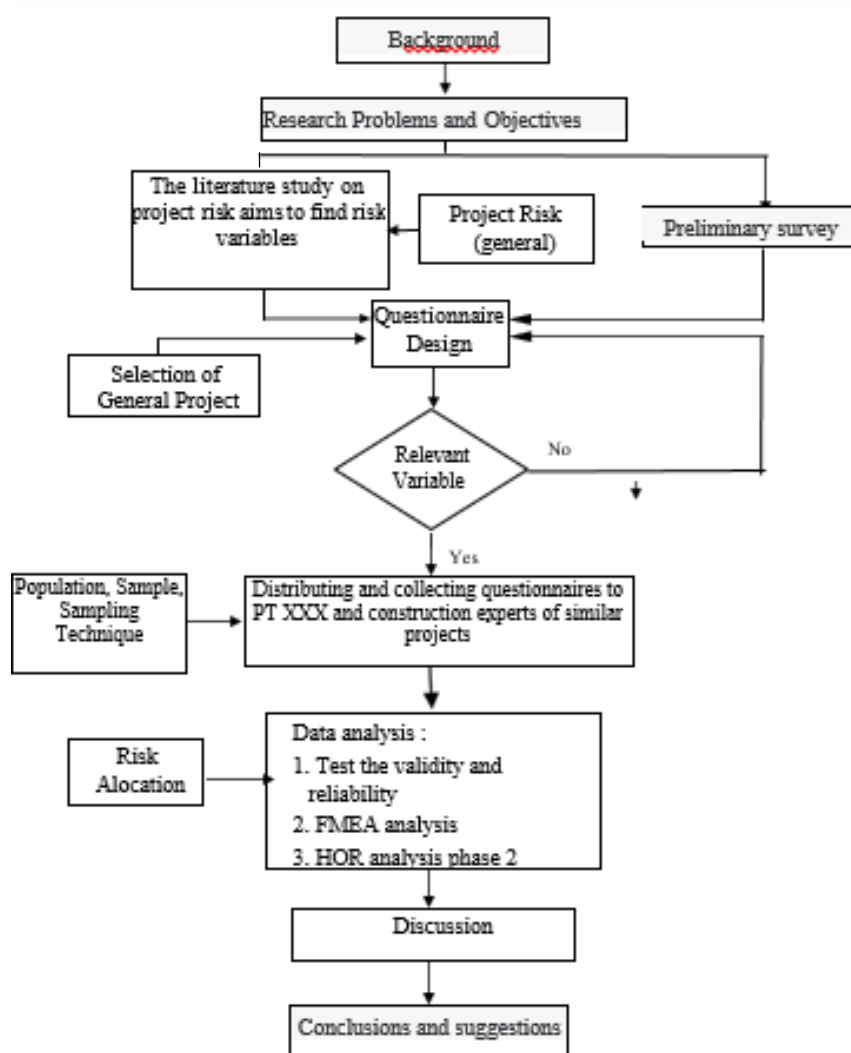 Background
Research Problems and Objectives
The literature study on
project risk aims to find risk
variables
Project Risk
(general)
Preliminary survey
Questionnaire
Design
Selection of
General Project
Relevant
Variable
No
Yes
Population, Sample,
Sampling
Technique
Distributing and collecting questionnaires to
PT XXX and construction experts of similar
projects
Risk
Alocation
Data analysis :
1. Test the validity and
reliability
2. FMEA analysis
3. HOR analysis phase 2
Discussion
Conclusions and suggestions